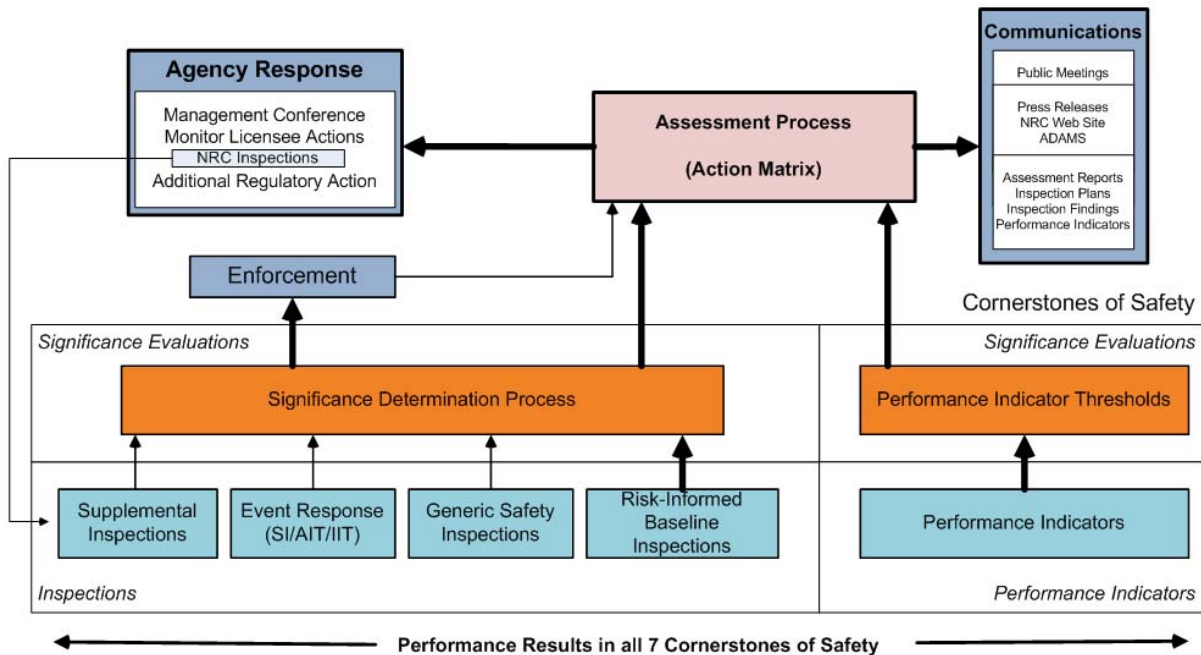 Communications
Public Meetings
Press Releases
NRC Web Site
ADAMS
Assessment Reports
Inspection Plans
Inspection Findings
Performance Indicators
Agency Response
Management Conference
Monitor Licensee Actions
NRC Inspections
Additional Regulatory Action
Assessment Process
(Action Matrix)
Enforcement
Cornerstones of Safety
Significance Evaluations
Significance Evaluations
Significance Determination Process
Performance Indicator Thresholds
Supplemental
Inspections
Event Response
(SI/AIT/IIT)
Generic Safety
Inspections
Risk-Informed
Baseline
Inspections
Performance Indicators
Inspections
Performance Indicators
Performance Results in all 7 Cornerstones of Safety